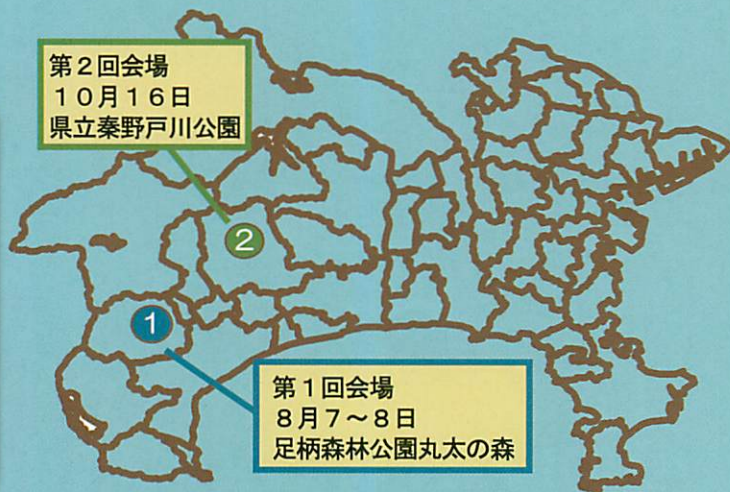 第2回会場
10月16日
県立秦野戸川公園
2
1
第1回会場
8月7〜8日
足柄森林公園丸太の森